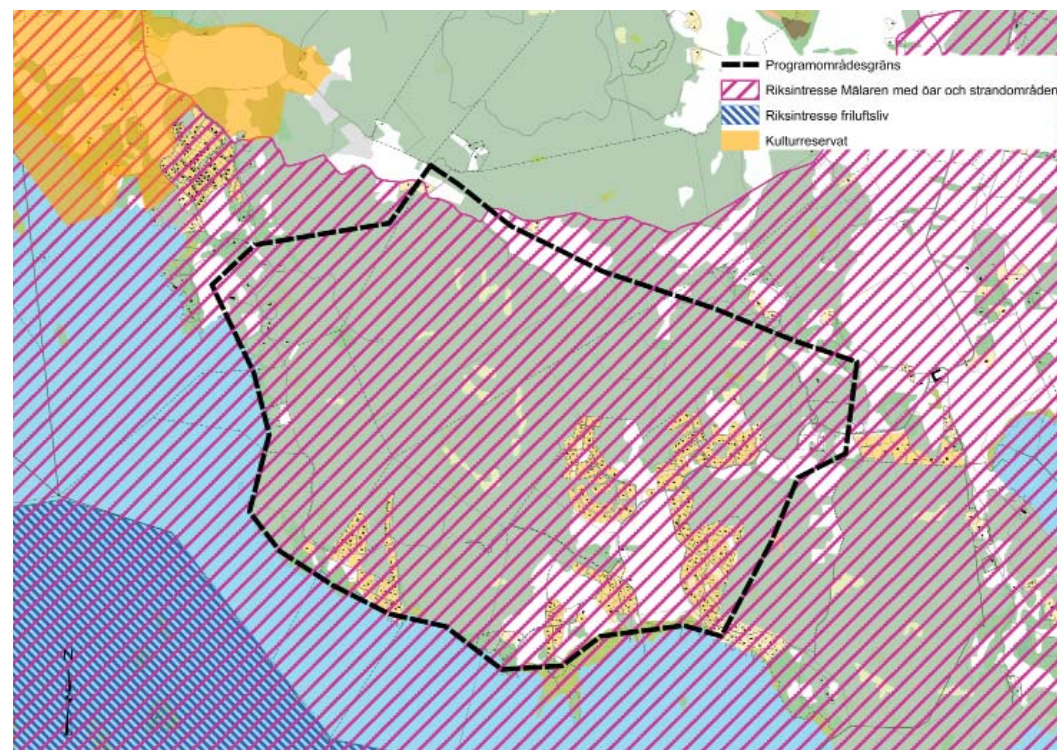 Programområdesgräns
Riksintresse Mälaren med öar och strandområden
Riksintresse friluftsliv
Kulturreservat
N